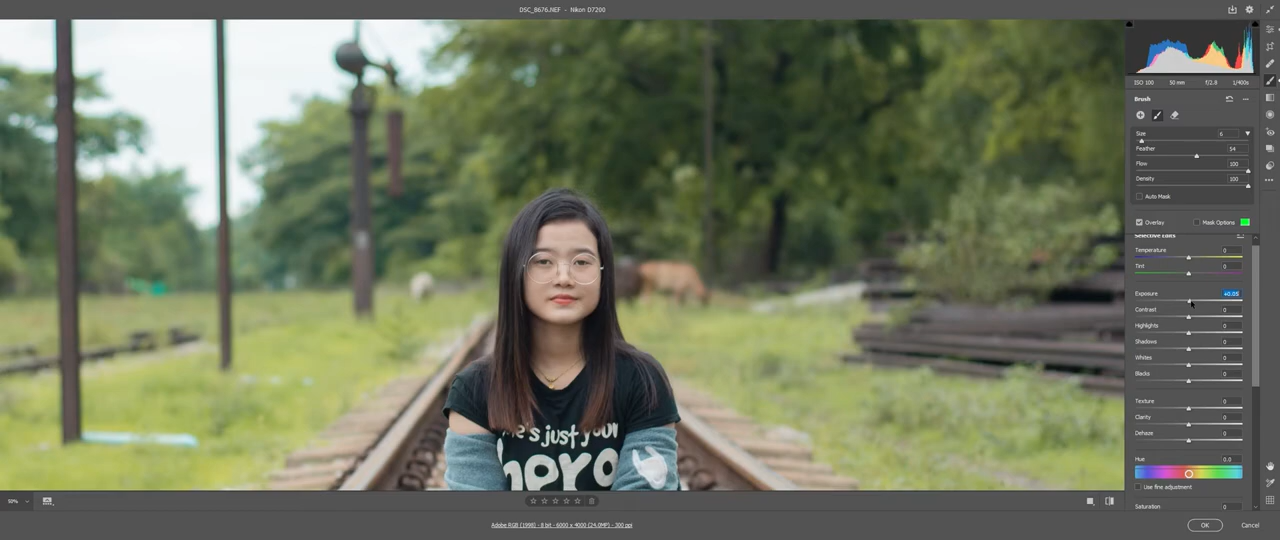 DSC_8676.NEF - Nikon D7200
ISO 100 50 mm f/2.8 1/400s
Brush
Size 6
Feather 54
Flow 100
Density 100
Auto Mask
Overlay Mask Options
Selective Edits
Temperature 0
Tint 0
Exposure +0.05
Contrast 0
Highlights 0
Shadows 0
Whites 0
Blacks 0
Texture 0
Clarity 0
Dehaze 0
Hue 0.0
Use fine adjustment
Saturation 0
's just your
hero
50%
Adobe RGB (1998) - 8 bit - 6000 x 4000 (24.0MP) - 300 ppi
OK Cancel